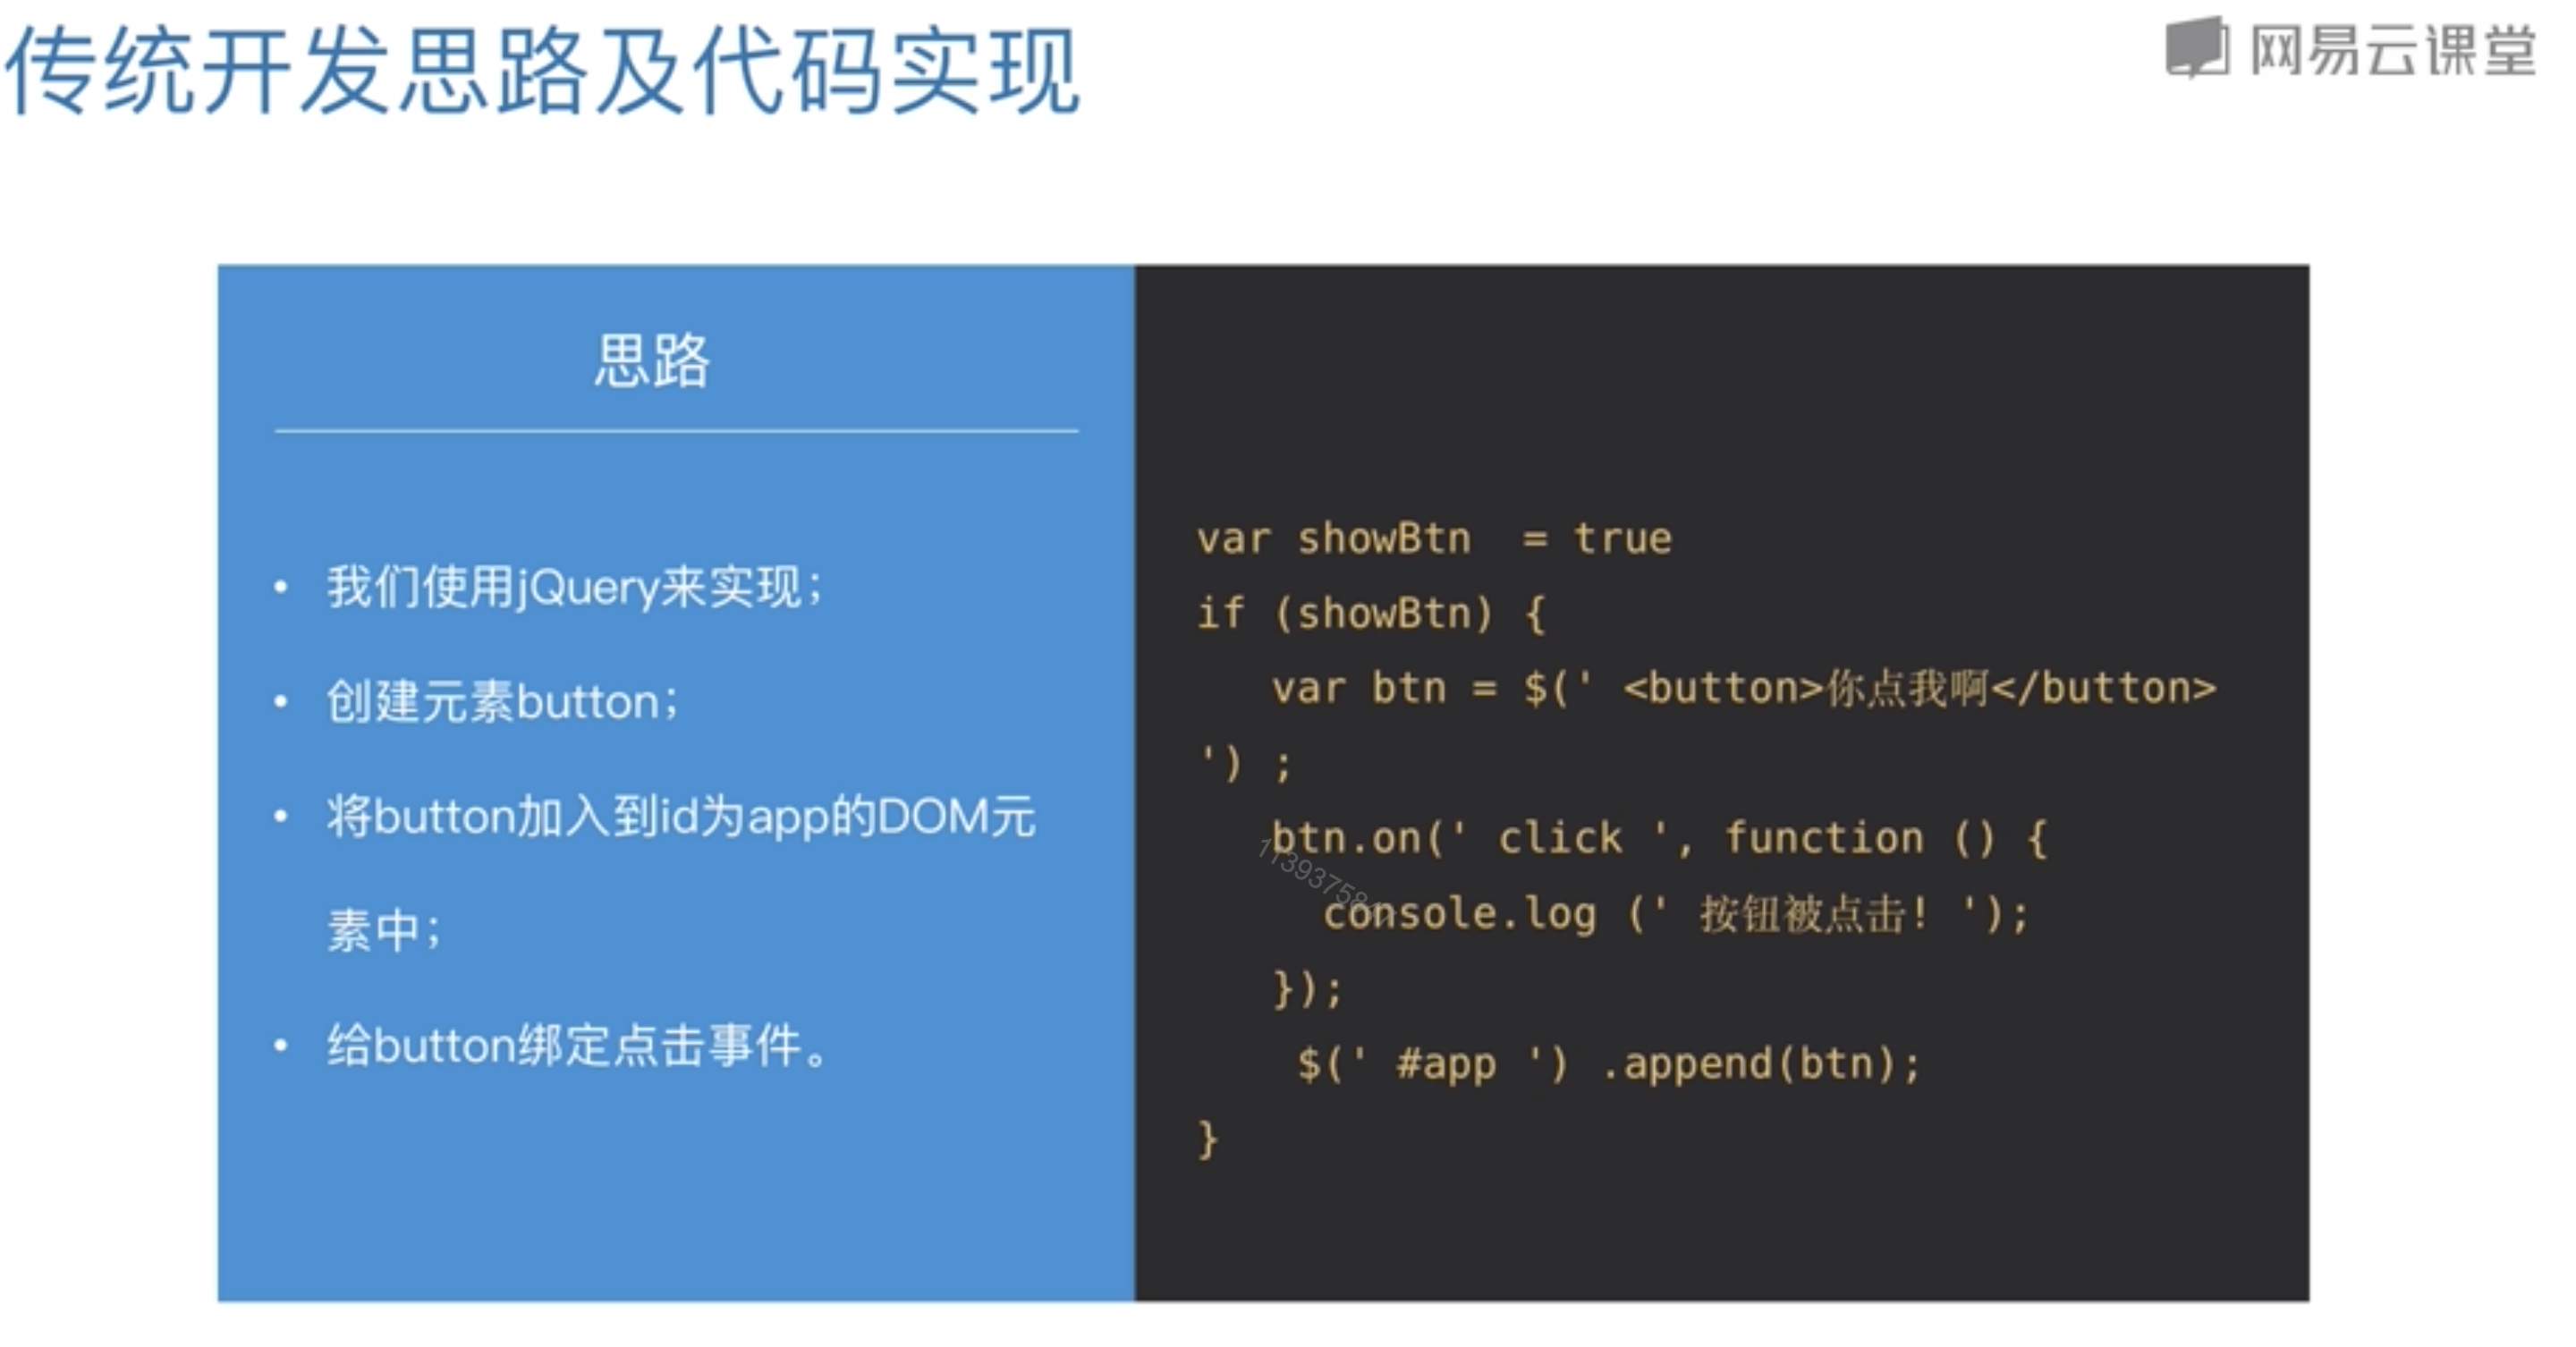 传统开发思路及代码实现
网易云课堂
思路
• 我们使用jQuery来实现；
• 创建元素button；
• 将button加入到id为app的DOM元
素中；
• 给button绑定点击事件。
var showBtn  = true
if (showBtn) {
   var btn = $(' <button>你点我啊</button>
') ;
   btn.on(' click ', function () {
     console.log (' 按钮被点击! ');
   });
    $(' #app ') .append(btn);
}